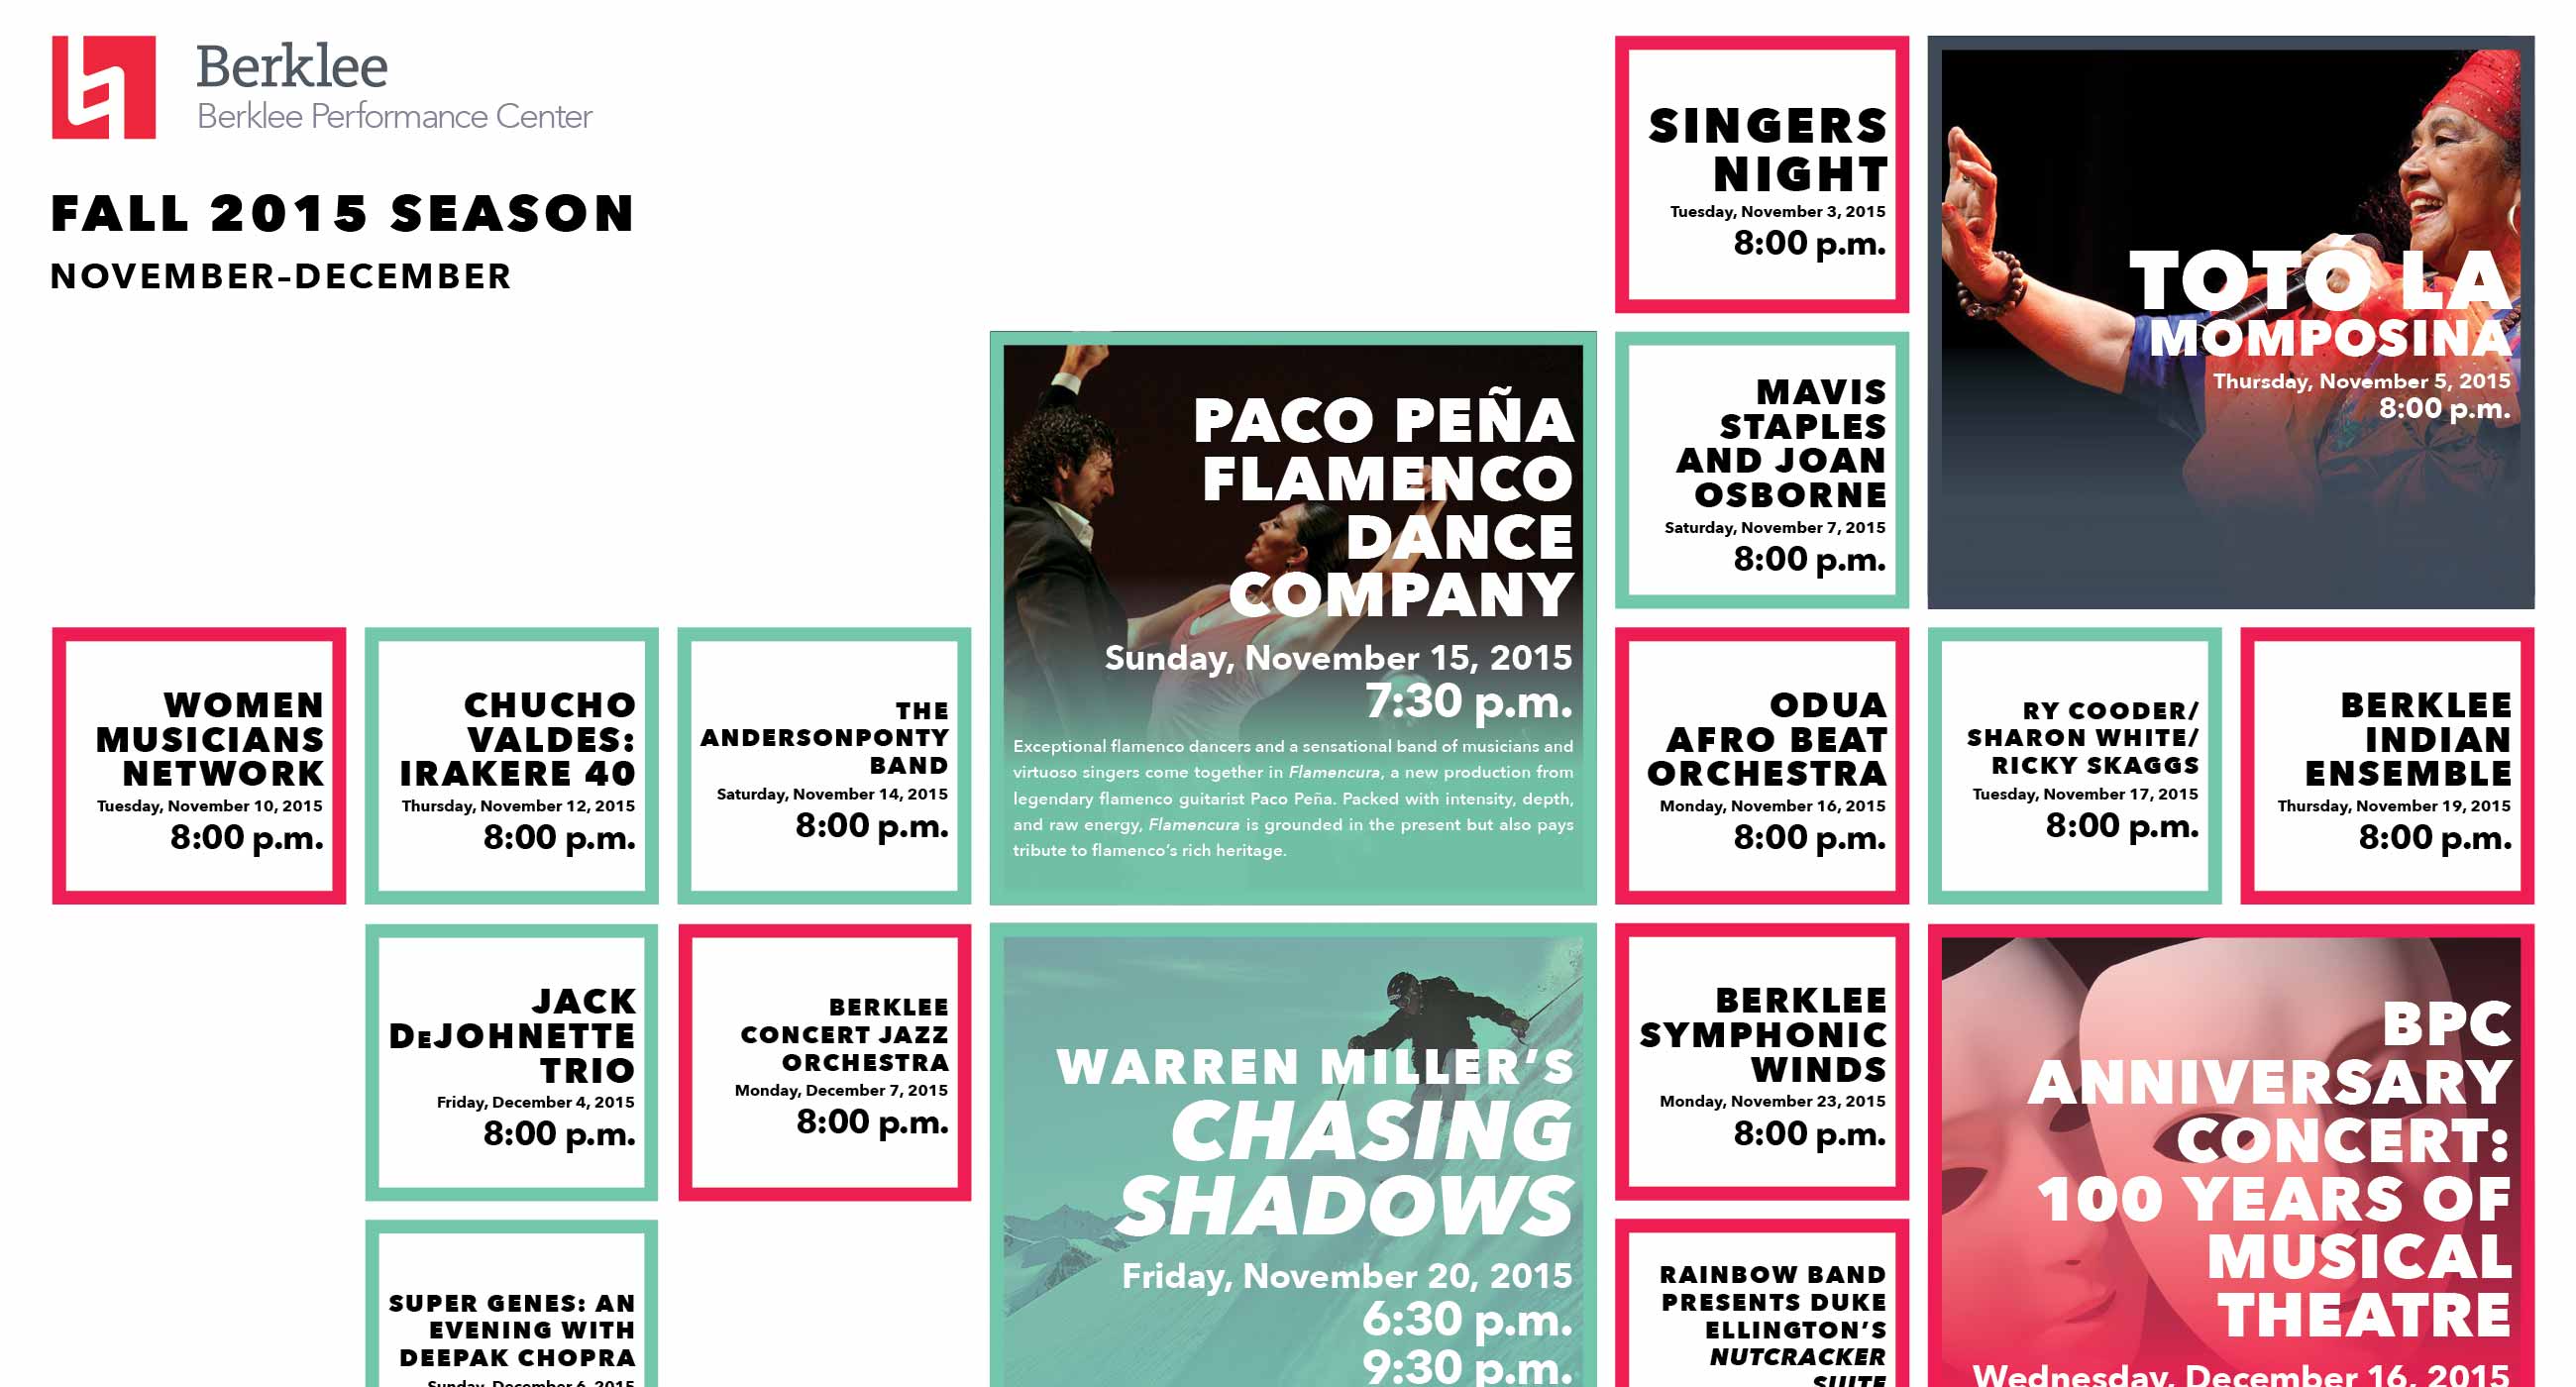 Berklee
Berklee Performance Center
FALL 2015 SEASON
NOVEMBER–DECEMBER
SINGERS
NIGHT
Tuesday, November 3, 2015
8:00 p.m.
TOTÓ LA
MOMPOSINA
Thursday, November 5, 2015
8:00 p.m.
PACO PEÑA
FLAMENCO
DANCE
COMPANY
Sunday, November 15, 2015
7:30 p.m.
Exceptional flamenco dancers and a sensational band of musicians and
virtuoso singers come together in Flamencura, a new production from
legendary flamenco guitarist Paco Peña. Packed with intensity, depth,
and raw energy, Flamencura is grounded in the present but also pays
tribute to flamenco’s rich heritage.
MAVIS
STAPLES
AND JOAN
OSBORNE
Saturday, November 7, 2015
8:00 p.m.
WOMEN
MUSICIANS
NETWORK
Tuesday, November 10, 2015
8:00 p.m.
CHUCHO
VALDES:
IRAKERE 40
Thursday, November 12, 2015
8:00 p.m.
THE
ANDERSONPONTY
BAND
Saturday, November 14, 2015
8:00 p.m.
ODUA
AFRO BEAT
ORCHESTRA
Monday, November 16, 2015
8:00 p.m.
RY COODER/
SHARON WHITE/
RICKY SKAGGS
Tuesday, November 17, 2015
8:00 p.m.
BERKLEE
INDIAN
ENSEMBLE
Thursday, November 19, 2015
8:00 p.m.
JACK
DeJOHNETTE
TRIO
Friday, December 4, 2015
8:00 p.m.
BERKLEE
CONCERT JAZZ
ORCHESTRA
Monday, December 7, 2015
8:00 p.m.
WARREN MILLER’S
CHASING
SHADOWS
Friday, November 20, 2015
6:30 p.m.
9:30 p.m.
BERKLEE
SYMPHONIC
WINDS
Monday, November 23, 2015
8:00 p.m.
BPC
ANNIVERSARY
CONCERT:
100 YEARS OF
MUSICAL
THEATRE
Wednesday, December 16, 2015
SUPER GENES: AN
EVENING WITH
DEEPAK CHOPRA
Sunday, December 6, 2015
RAINBOW BAND
PRESENTS DUKE
ELLINGTON’S
NUTCRACKER
SUITE